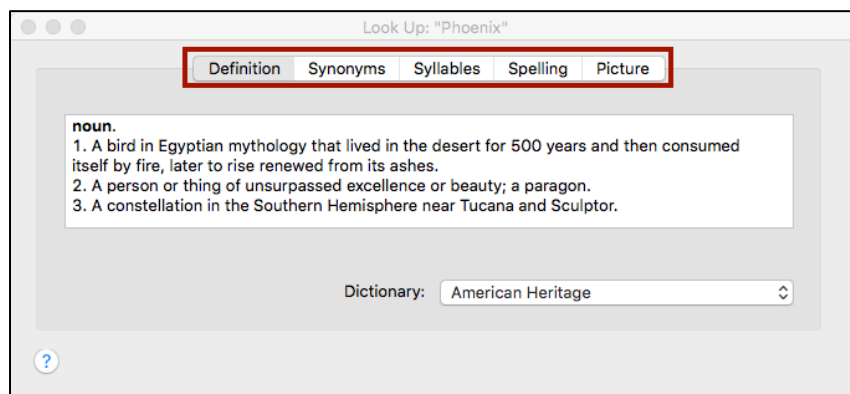 Look Up: "Phoenix"
Definition Synonyms Syllables Spelling Picture
noun.
1. A bird in Egyptian mythology that lived in the desert for 500 years and then consumed
itself by fire, later to rise renewed from its ashes.
2. A person or thing of unsurpassed excellence or beauty; a paragon.
3. A constellation in the Southern Hemisphere near Tucana and Sculptor.
Dictionary: American Heritage
?